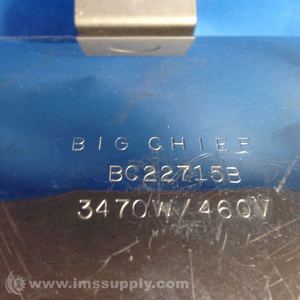 BIG CHIEF
BC22715B
3470W/460V
www.imssupply.com